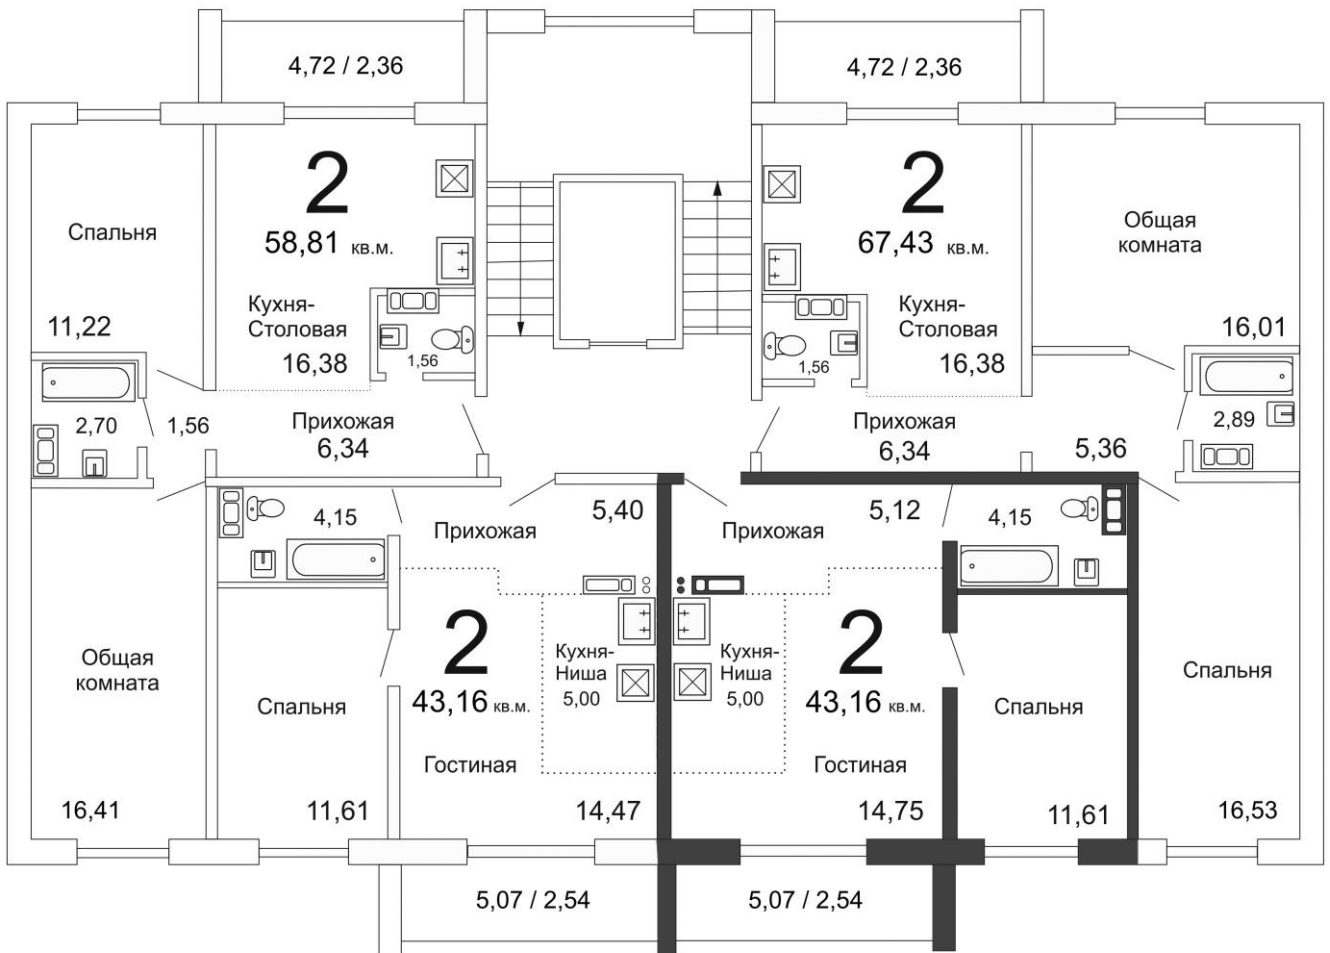 4,72 / 2,36
4,72 / 2,36
Спальня
11,22
2
58,81 кв.м.
Кухня-
Столовая
16,38
1,56
2
67,43 кв.м.
Кухня-
Столовая
16,38
1,56
Общая
комната
16,01
2,70
1,56
Прихожая
6,34
Прихожая
6,34
5,36
2,89
4,15
Прихожая
5,40
Прихожая
5,12
4,15
Общая
комната
16,41
Спальня
11,61
2
43,16 кв.м.
Гостиная
14,47
Кухня-
Ниша
5,00
Кухня-
Ниша
5,00
2
43,16 кв.м.
Гостиная
14,75
Спальня
11,61
Спальня
16,53
5,07 / 2,54
5,07 / 2,54